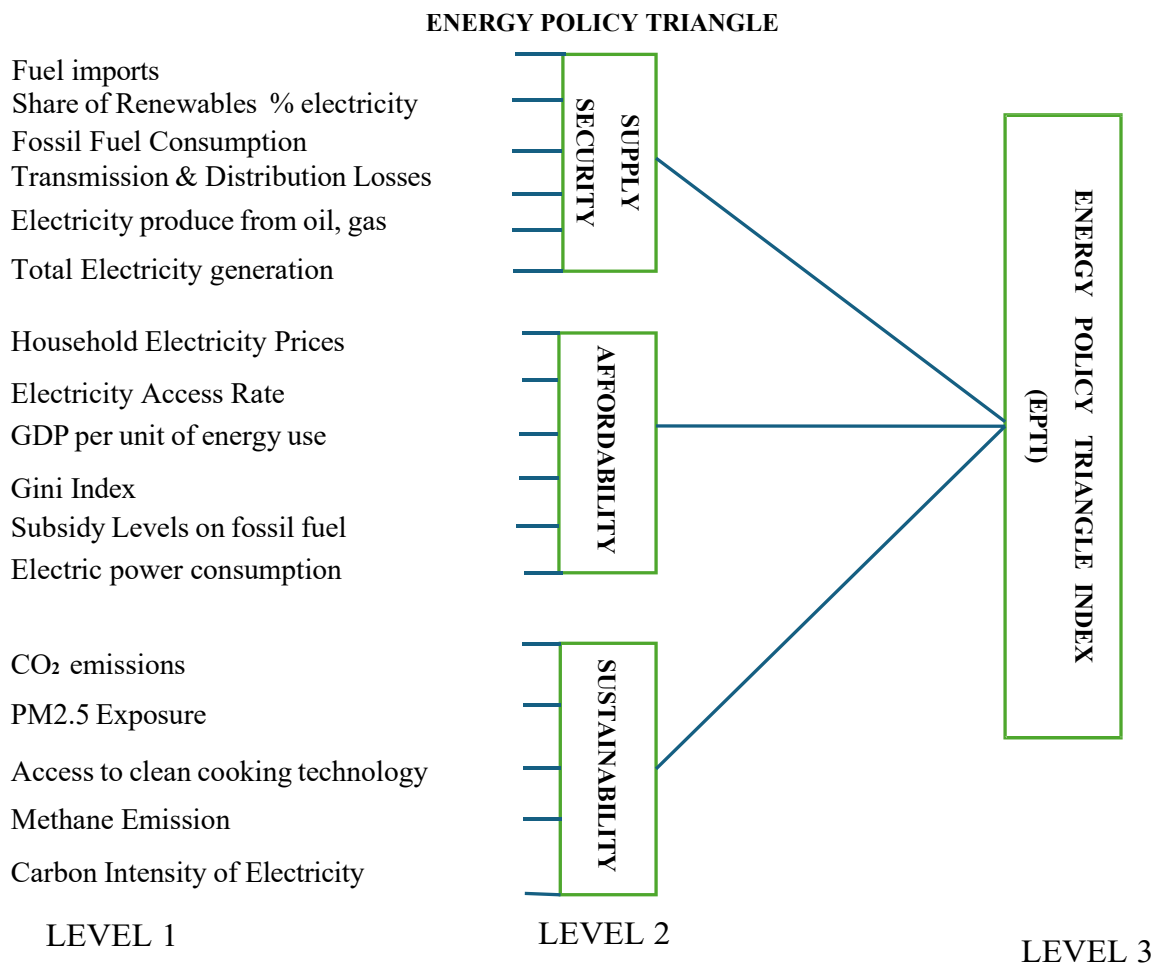 ENERGY POLICY TRIANGLE
Fuel imports
Share of Renewables % electricity
Fossil Fuel Consumption
Transmission & Distribution Losses
Electricity produce from oil, gas
Total Electricity generation
SUPPLY
SECURITY
Household Electricity Prices
Electricity Access Rate
GDP per unit of energy use
Gini Index
Subsidy Levels on fossil fuel
Electric power consumption
AFFORDABILITY
CO₂ emissions
PM2.5 Exposure
Access to clean cooking technology
Methane Emission
Carbon Intensity of Electricity
SUSTAINABILITY
ENERGY POLICY TRIANGLE INDEX
(EPTI)
LEVEL 1
LEVEL 2
LEVEL 3